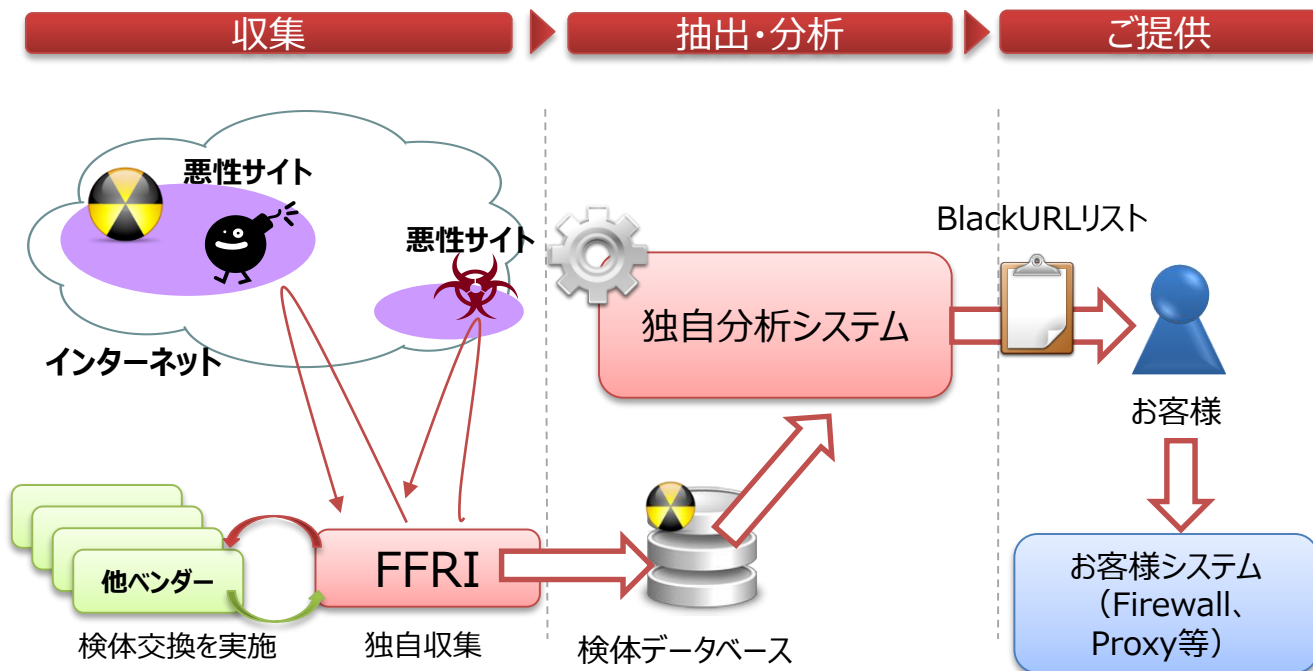 収集
抽出・分析
ご提供
悪性サイト
悪性サイト
インターネット
他ベンダー
検体交換を実施
FFRI
独自収集
検体データベース
独自分析システム
BlackURLリスト
お客様
お客様システム
（Firewall、
Proxy等）